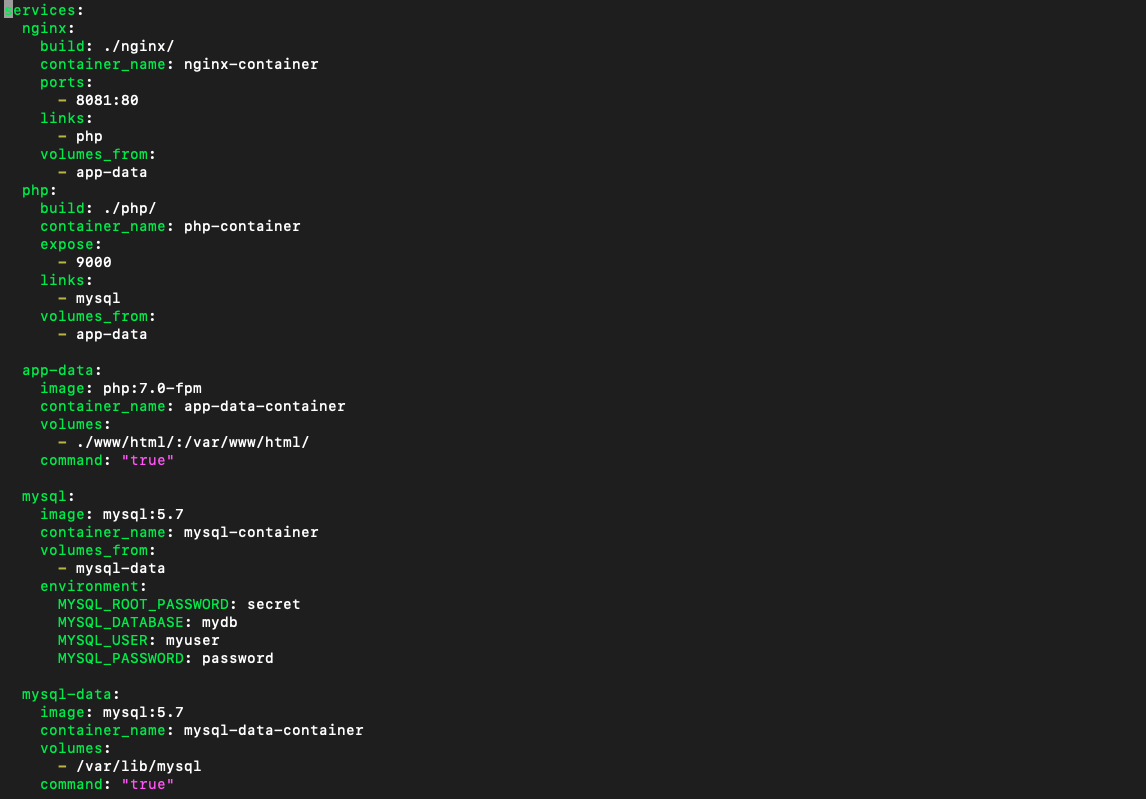 services:
  nginx:
    build: ./nginx/
    container_name: nginx-container
    ports:
      - 8081:80
    links:
      - php
    volumes_from:
      - app-data
  php:
    build: ./php/
    container_name: php-container
    expose:
      - 9000
    links:
      - mysql
    volumes_from:
      - app-data

  app-data:
    image: php:7.0-fpm
    container_name: app-data-container
    volumes:
      - ./www/html/:/var/www/html/
    command: "true"

  mysql:
    image: mysql:5.7
    container_name: mysql-container
    volumes_from:
      - mysql-data
    environment:
      MYSQL_ROOT_PASSWORD: secret
      MYSQL_DATABASE: mydb
      MYSQL_USER: myuser
      MYSQL_PASSWORD: password

  mysql-data:
    image: mysql:5.7
    container_name: mysql-data-container
    volumes:
      - /var/lib/mysql
    command: "true"